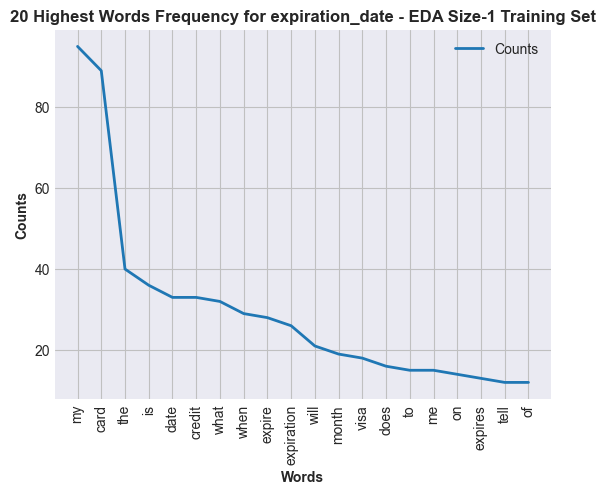 20 Highest Words Frequency for expiration_date - EDA Size-1 Training Set
Counts
Counts
80
60
40
20
my
card
the
is
date
credit
what
when
expire
expiration
will
month
visa
does
to
me
on
expires
tell
of
Words